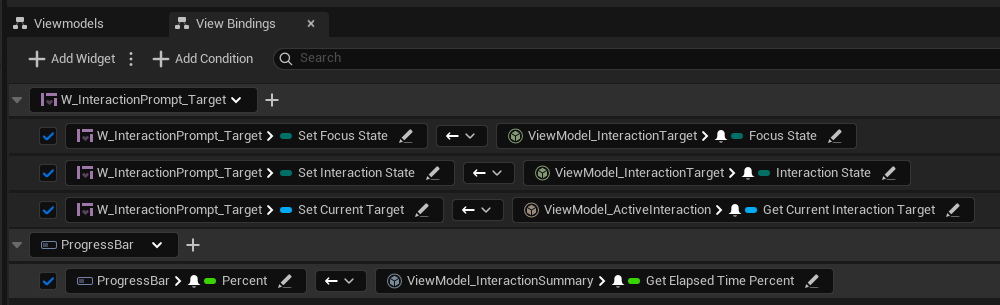 Viewmodels View Bindings
Add Widget Add Condition Search
W_InteractionPrompt_Target
W_InteractionPrompt_Target Set Focus State ViewModel_InteractionTarget Focus State
W_InteractionPrompt_Target Set Interaction State ViewModel_InteractionTarget Interaction State
W_InteractionPrompt_Target Set Current Target ViewModel_ActiveInteraction Get Current Interaction Target
ProgressBar
ProgressBar Percent ViewModel_InteractionSummary Get Elapsed Time Percent